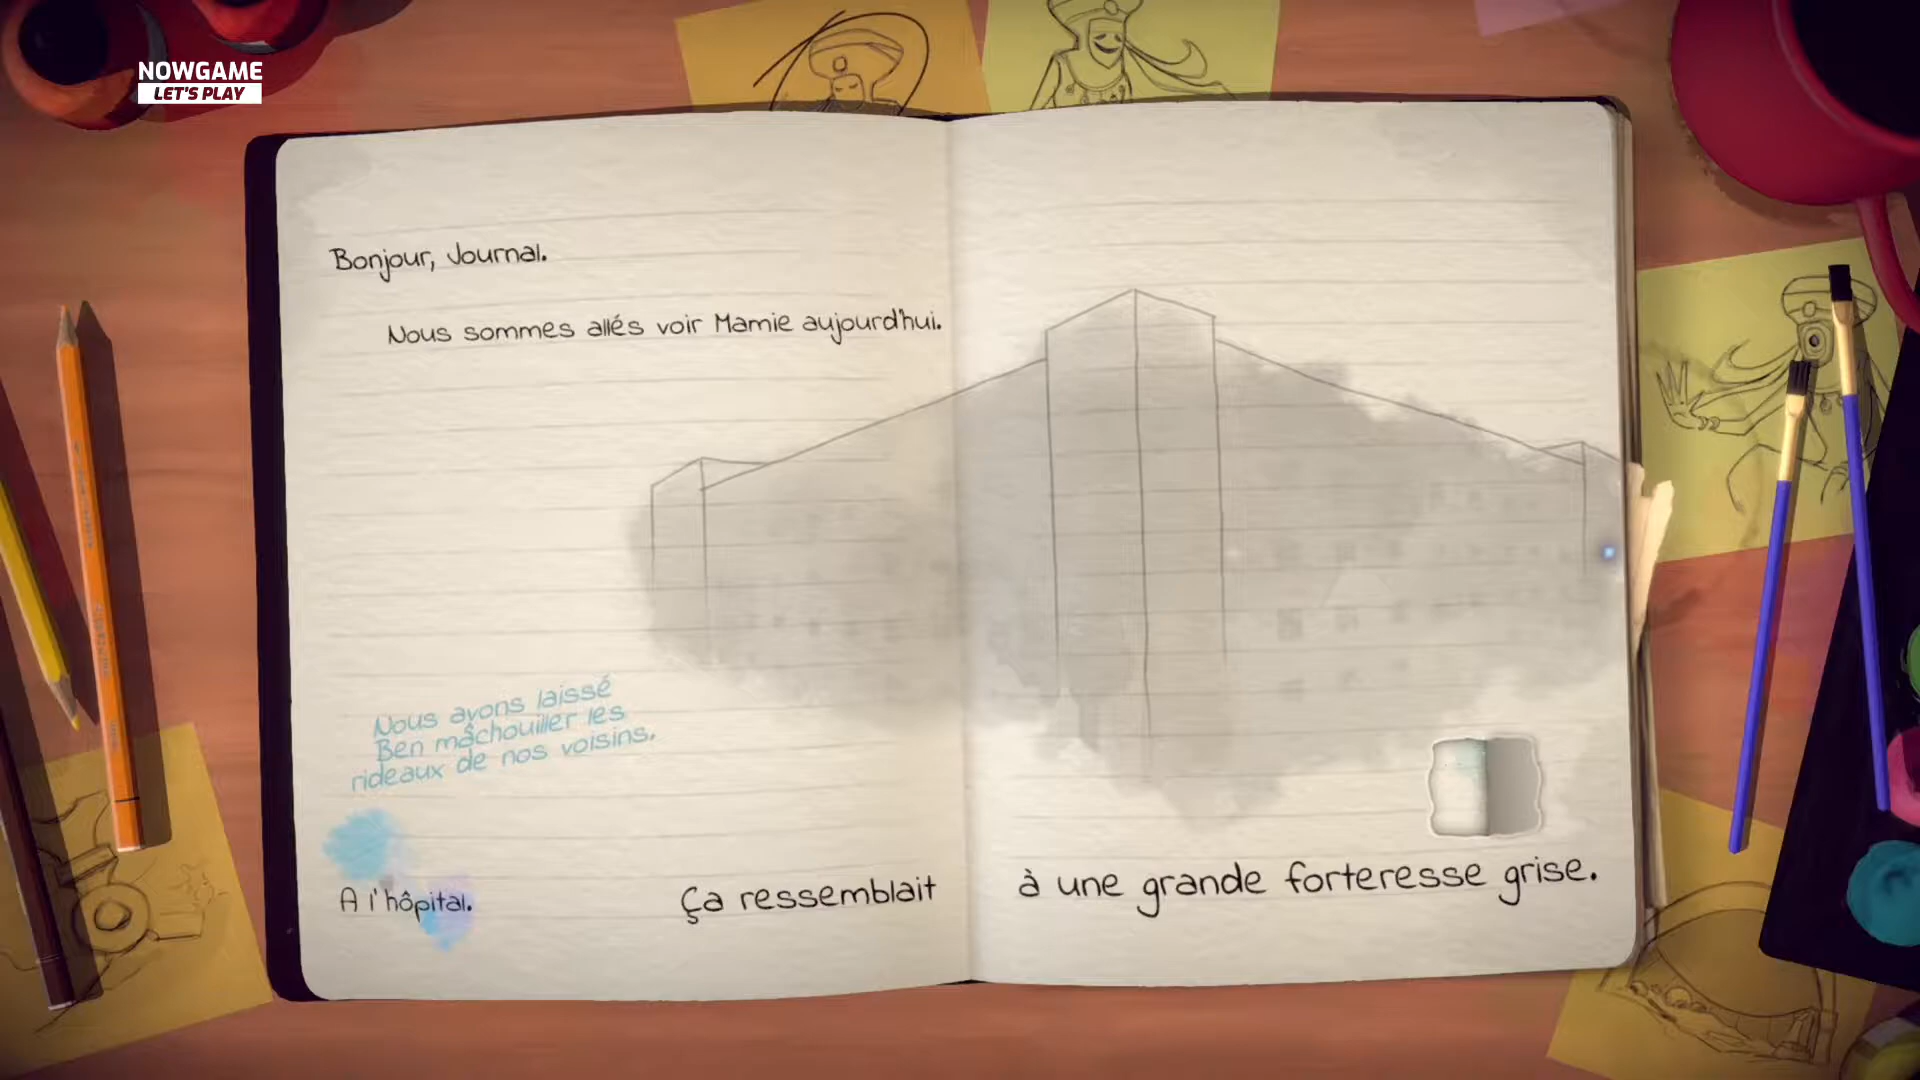 NOWGAME
LET'S PLAY
Bonjour, Journal.
Nous sommes allés voir Mamie aujourd'hui.
Nous avons laissé
Ben mâchouiller les
rideaux de nos voisins.
A l'hôpital.
Ça ressemblait
à une grande forteresse grise.